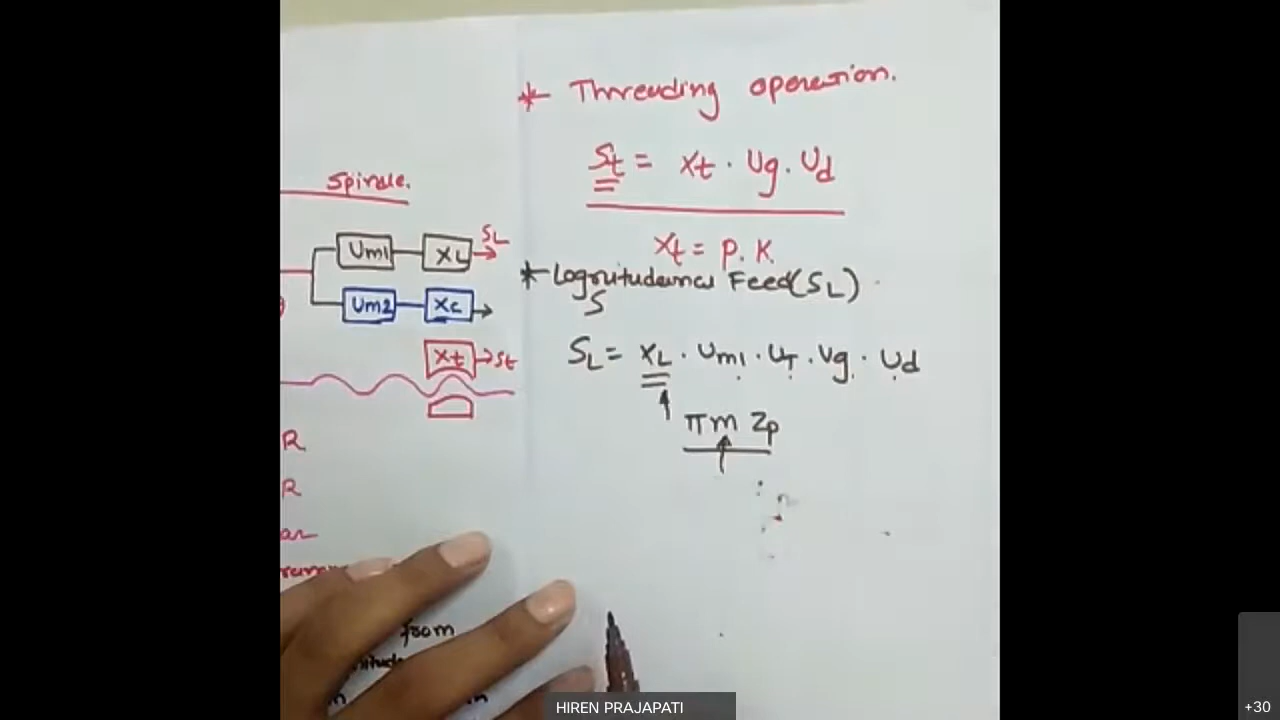 * Threading operation.
St = Xt · Ug · Ud
Xt = P. K
Spindle.
Um1 XL SL
Um2 Xc
Xt St
R
R
* Lognitudeinal Feed (SL)
S
SL = XL · Um1 · UT · Ug · Ud
πm Zp
from
HIREN PRAJAPATI
+30